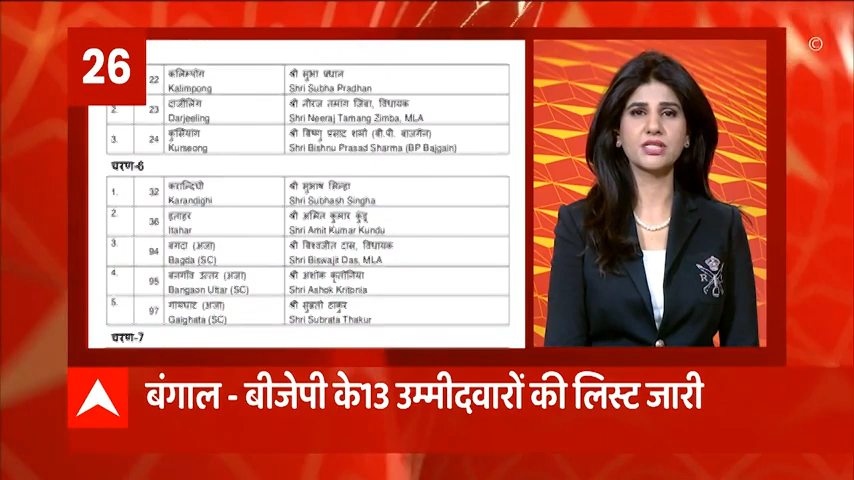 26
©
22 कलिम्पोंग श्री सुभा प्रधान
Kalimpong Shri Subha Pradhan
2. 23 दार्जीलिंग श्री नीरज तमांग जिंबा, विधायक
Darjeeling Shri Neeraj Tamang Zimba, MLA
3. 24 कुर्सियांग श्री बिष्णु प्रसाद शर्मा (बी.पी. बाजगैन)
Kurseong Shri Bishnu Prasad Sharma (BP Bajgain)
चरण-6
1. 32 करान्दिघी श्री सुभाष सिन्हा
Karandighi Shri Subhash Singha
2. 36 इताहर श्री अमित कुमार कुंडू
Itahar Shri Amit Kumar Kundu
3. 94 बगदा (अजा) श्री विश्वजीत दास, विधायक
Bagda (SC) Shri Biswajit Das, MLA
4. 95 बनगाँव उत्तर (अजा) श्री अशोक कृतोनिया
Bangaon Uttar (SC) Shri Ashok Kritonia
5. 97 गायघाट (अजा) श्री सुब्रतो ठाकुर
Gaighata (SC) Shri Subrata Thakur
चरण-7
बंगाल - बीजेपी के13 उम्मीदवारों की लिस्ट जारी